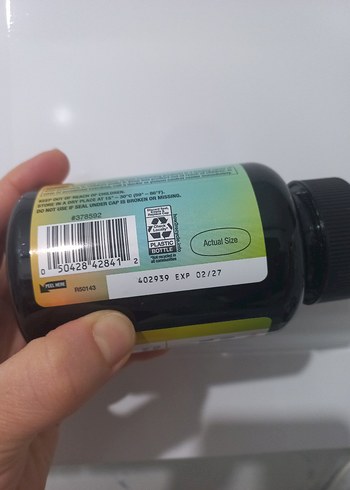 KEEP OUT OF REACH OF CHILDREN.
STORE IN A DRY PLACE AT 15° - 30°C (59° - 86°F).
DO NOT USE IF SEAL UNDER CAP IS BROKEN OR MISSING.
#378592
0 50428 42841 2
PLASTIC
BOTTLE
Actual Size
PEEL HERE
R60143
402939 EXP 02/27